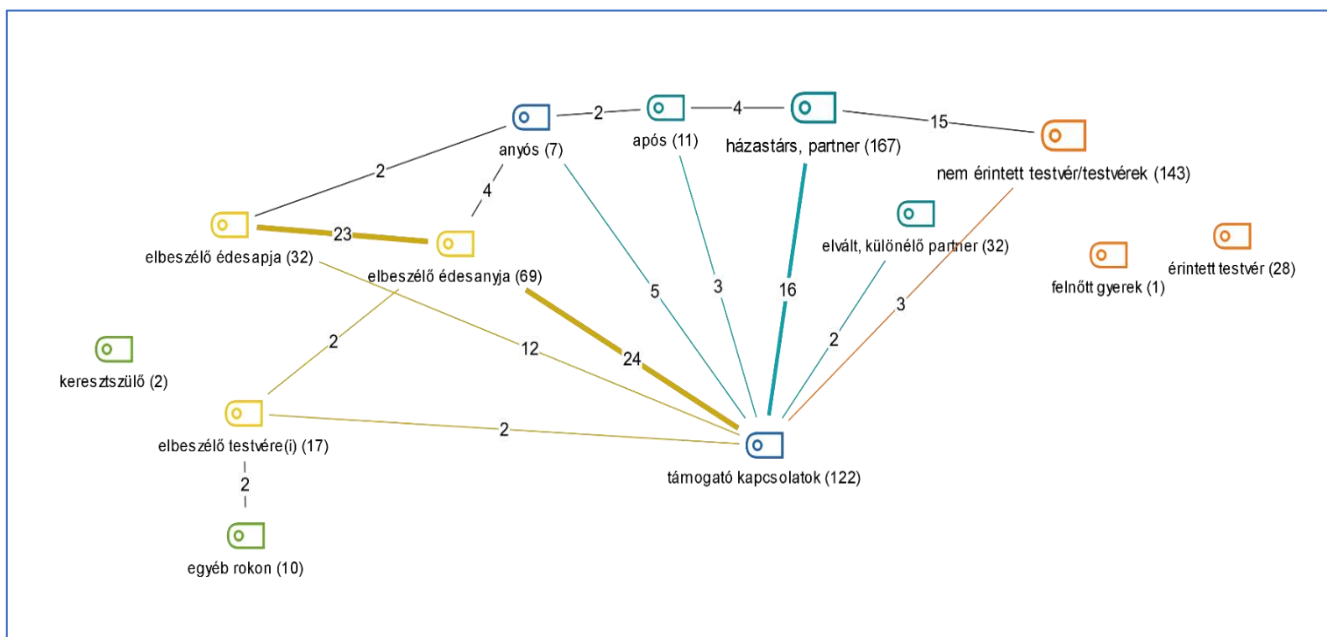 2
4
15
anyós (7)
após (11)
házastárs, partner (167)
nem érintett testvér/testvérek (143)
2
4
23
elbeszélő édesapja (32)
elbeszélő édesanyja (69)
elvált, különélő partner (32)
felnőtt gyerek (1)
érintett testvér (28)
5
3
16
3
2
2
12
24
keresztszülő (2)
elbeszélő testvére(i) (17)
2
támogató kapcsolatok (122)
2
egyéb rokon (10)